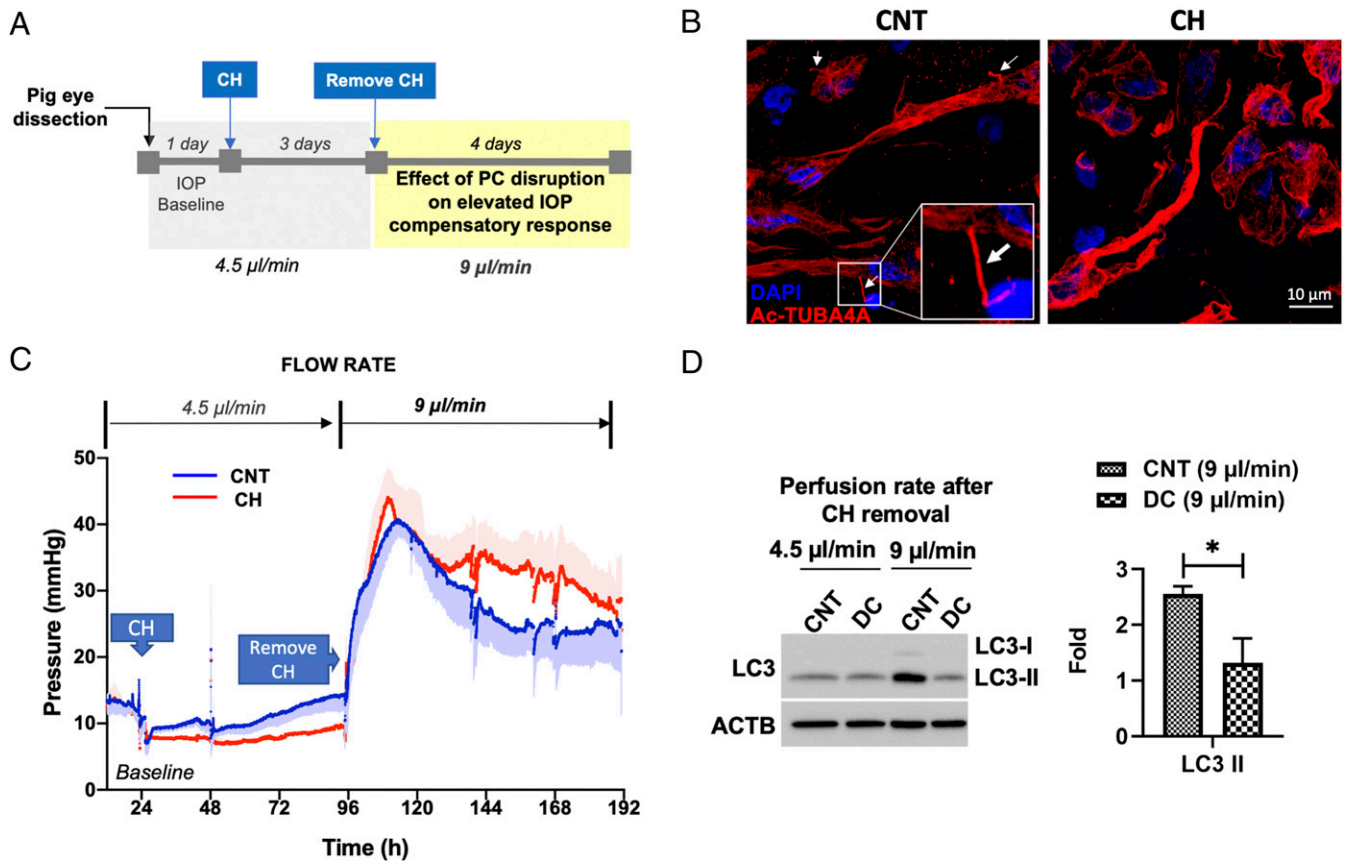 A
CH
Remove CH
Pig eye
dissection
1 day
3 days
4 days
IOP
Baseline
Effect of PC disruption
on elevated IOP
compensatory response
4.5 µl/min
9 µl/min
B
CNT
CH
DAPI
Ac-TUBA4A
10 µm
C
FLOW RATE
4.5 µl/min
9 µl/min
CNT
CH
CH
Remove
CH
Baseline
Pressure (mmHg)
50
40
30
20
10
0
24
48
72
96
120
144
168
192
Time (h)
D
Perfusion rate after
CH removal
4.5 µl/min
9 µl/min
CNT
DC
CNT
DC
LC3
LC3-I
LC3-II
ACTB
CNT (9 µl/min)
DC (9 µl/min)
*
Fold
3
2
1
0
LC3 II